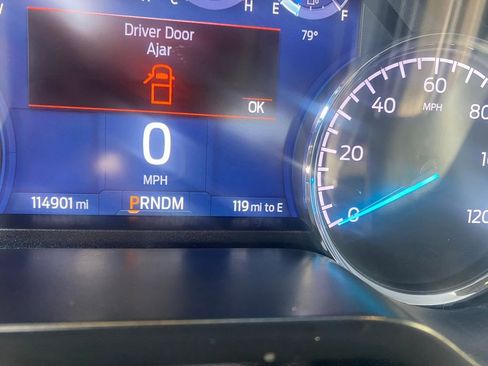 H
F
Driver Door
Ajar
79°
OK
0
MPH
114901 mi
PRNDM
119 mi to E
0
20
40
60
80
MPH
120